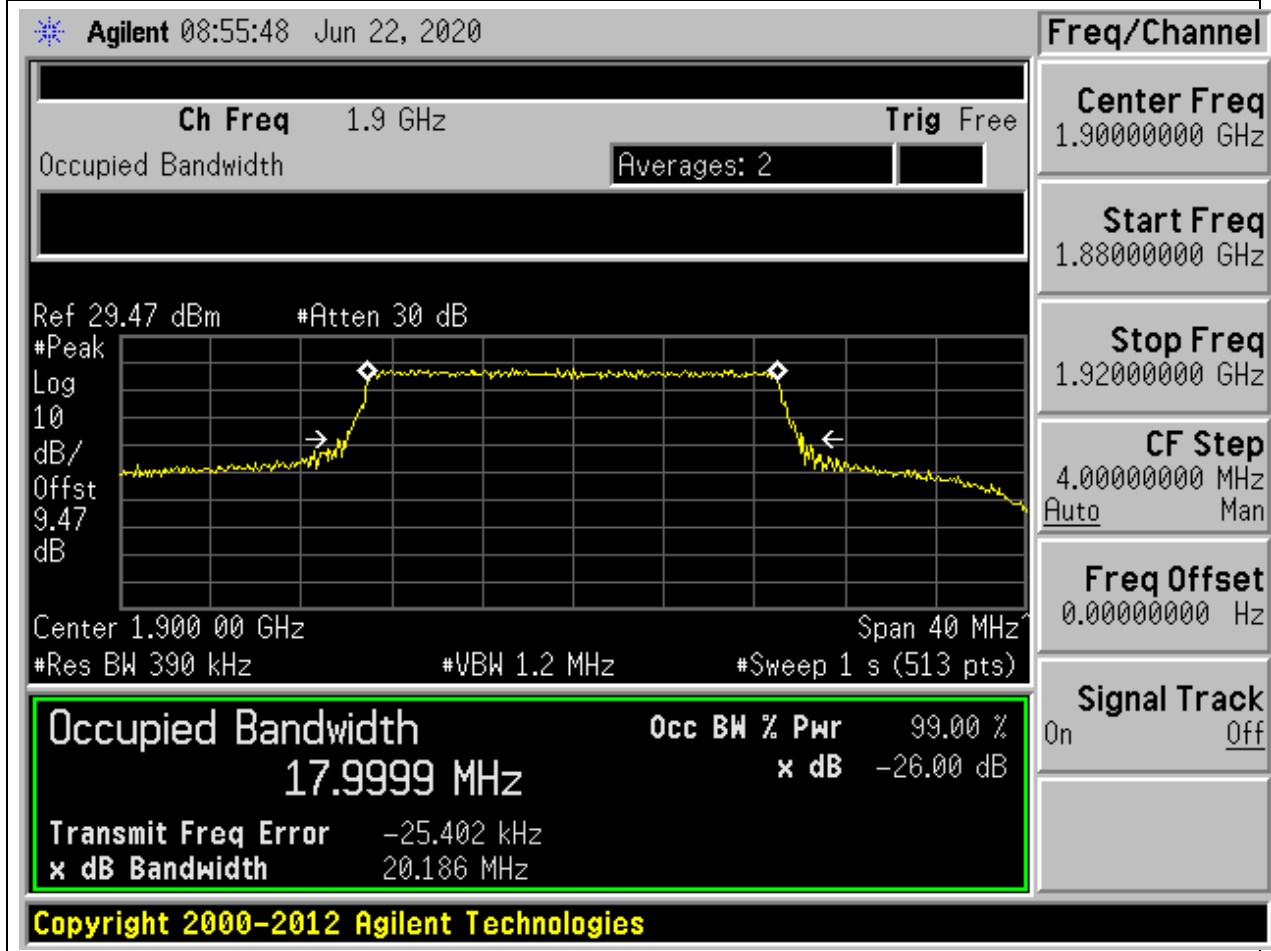 Agilent 08:55:48 Jun 22, 2020
Freq/Channel
Ch Freq 1.9 GHz Trig Free
Occupied Bandwidth Averages: 2
Center Freq
1.90000000 GHz
Start Freq
1.88000000 GHz
Stop Freq
1.92000000 GHz
CF Step
4.00000000 MHz
Auto Man
Freq Offset
0.00000000 Hz
Signal Track
On Off
Ref 29.47 dBm #Atten 30 dB
#Peak
Log
10
dB/
Offst
9.47
dB
Center 1.900 00 GHz Span 40 MHz^
#Res BW 390 kHz #VBW 1.2 MHz #Sweep 1 s (513 pts)
Occupied Bandwidth Occ BW % Pwr 99.00 %
17.9999 MHz x dB -26.00 dB
Transmit Freq Error -25.402 kHz
x dB Bandwidth 20.186 MHz
Copyright 2000-2012 Agilent Technologies